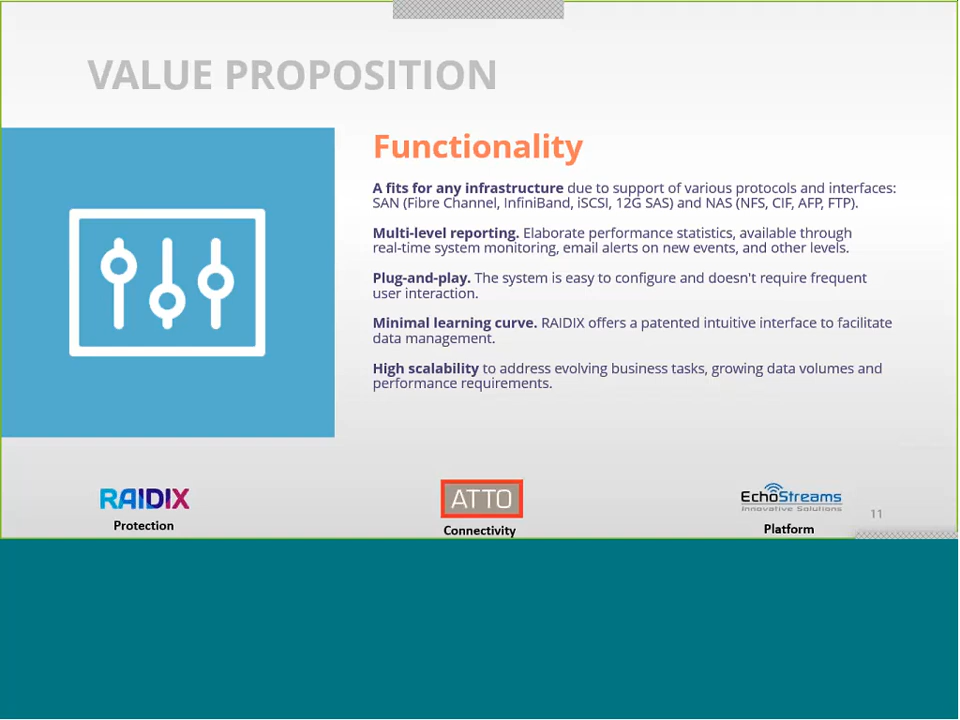 VALUE PROPOSITION
Functionality
A fits for any infrastructure due to support of various protocols and interfaces:
SAN (Fibre Channel, InfiniBand, iSCSI, 12G SAS) and NAS (NFS, CIF, AFP, FTP).
Multi-level reporting. Elaborate performance statistics, available through
real-time system monitoring, email alerts on new events, and other levels.
Plug-and-play. The system is easy to configure and doesn't require frequent
user interaction.
Minimal learning curve. RAIDIX offers a patented intuitive interface to facilitate
data management.
High scalability to address evolving business tasks, growing data volumes and
performance requirements.
RAIDIX
Protection
ATTO
Connectivity
EchoStreams
Innovative Solutions
Platform
11